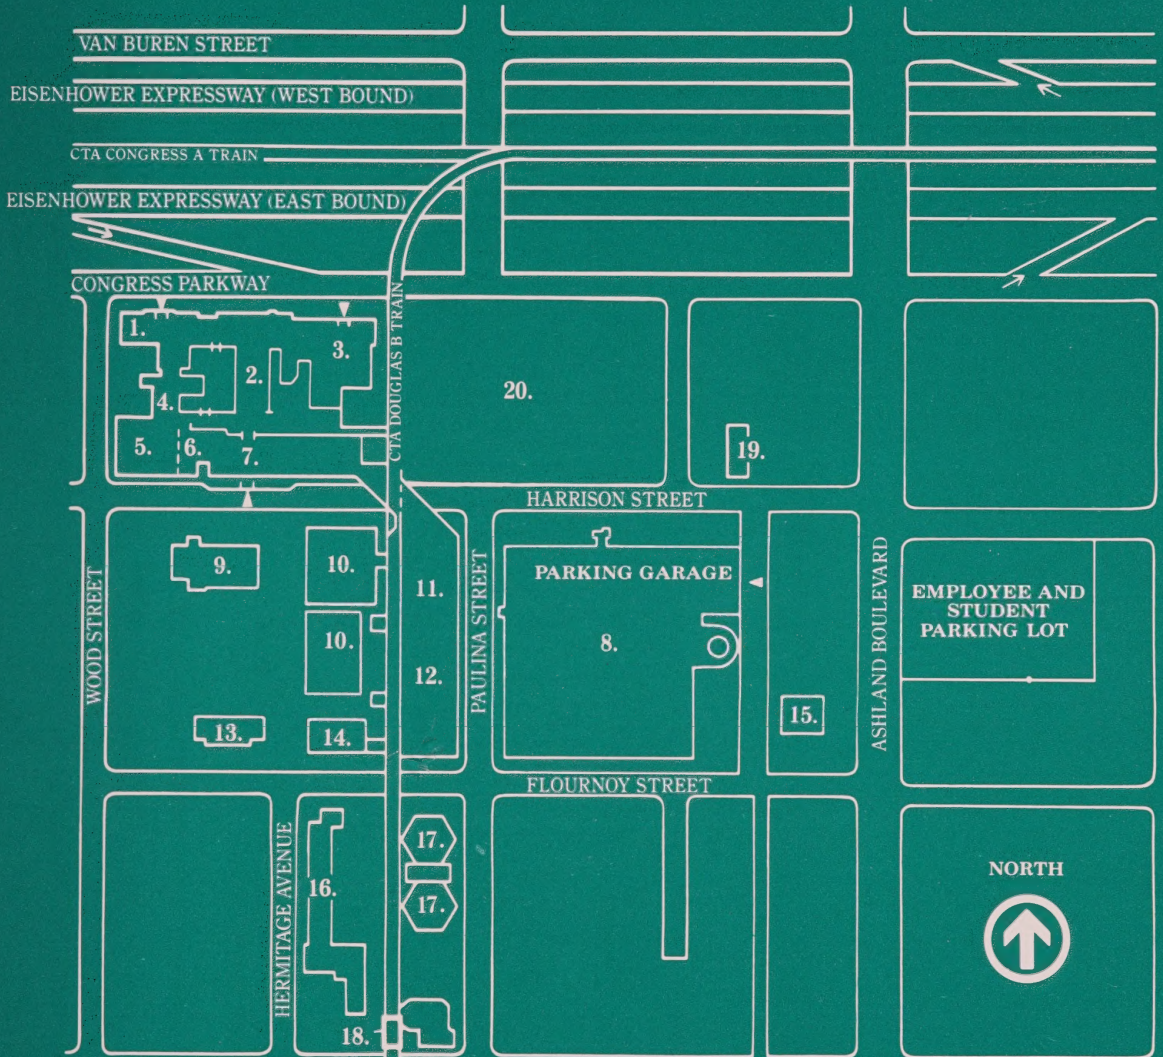 VAN BUREN STREET
EISENHOWER EXPRESSWAY (WEST BOUND)
CTA CONGRESS A TRAIN
EISENHOWER EXPRESSWAY (EAST BOUND)
CONGRESS PARKWAY
CTA DOUGLAS B TRAIN
1.
2.
3.
4.
5.
6.
7.
20.
19.
HARRISON STREET
WOOD STREET
9.
10.
10.
11.
12.
PAULINA STREET
PARKING GARAGE
8.
ASHLAND BOULEVARD
EMPLOYEE AND
STUDENT
PARKING LOT
13.
14.
15.
FLOURNOY STREET
HERMITAGE AVENUE
16.
17.
17.
18.
NORTH